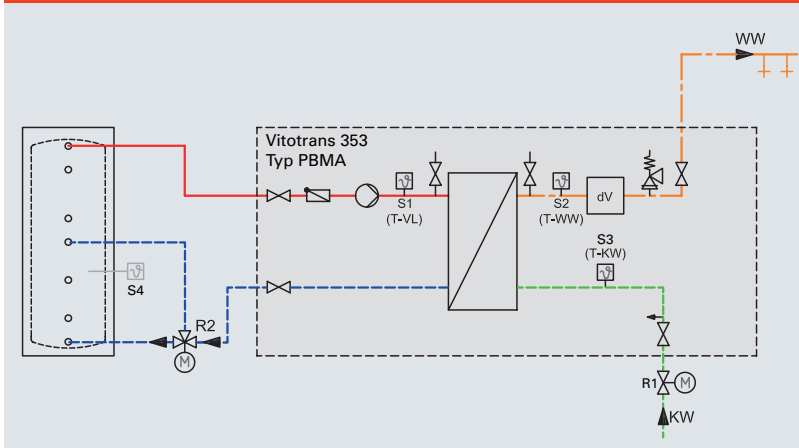 WW
Vitotrans 353
Typ PBMA
S1
(T-VL)
S2
(T-WW)
dV
S3
(T-KW)
ϑ
ϑ
ϑ
ϑ
S4
R2
M
R1
M
KW